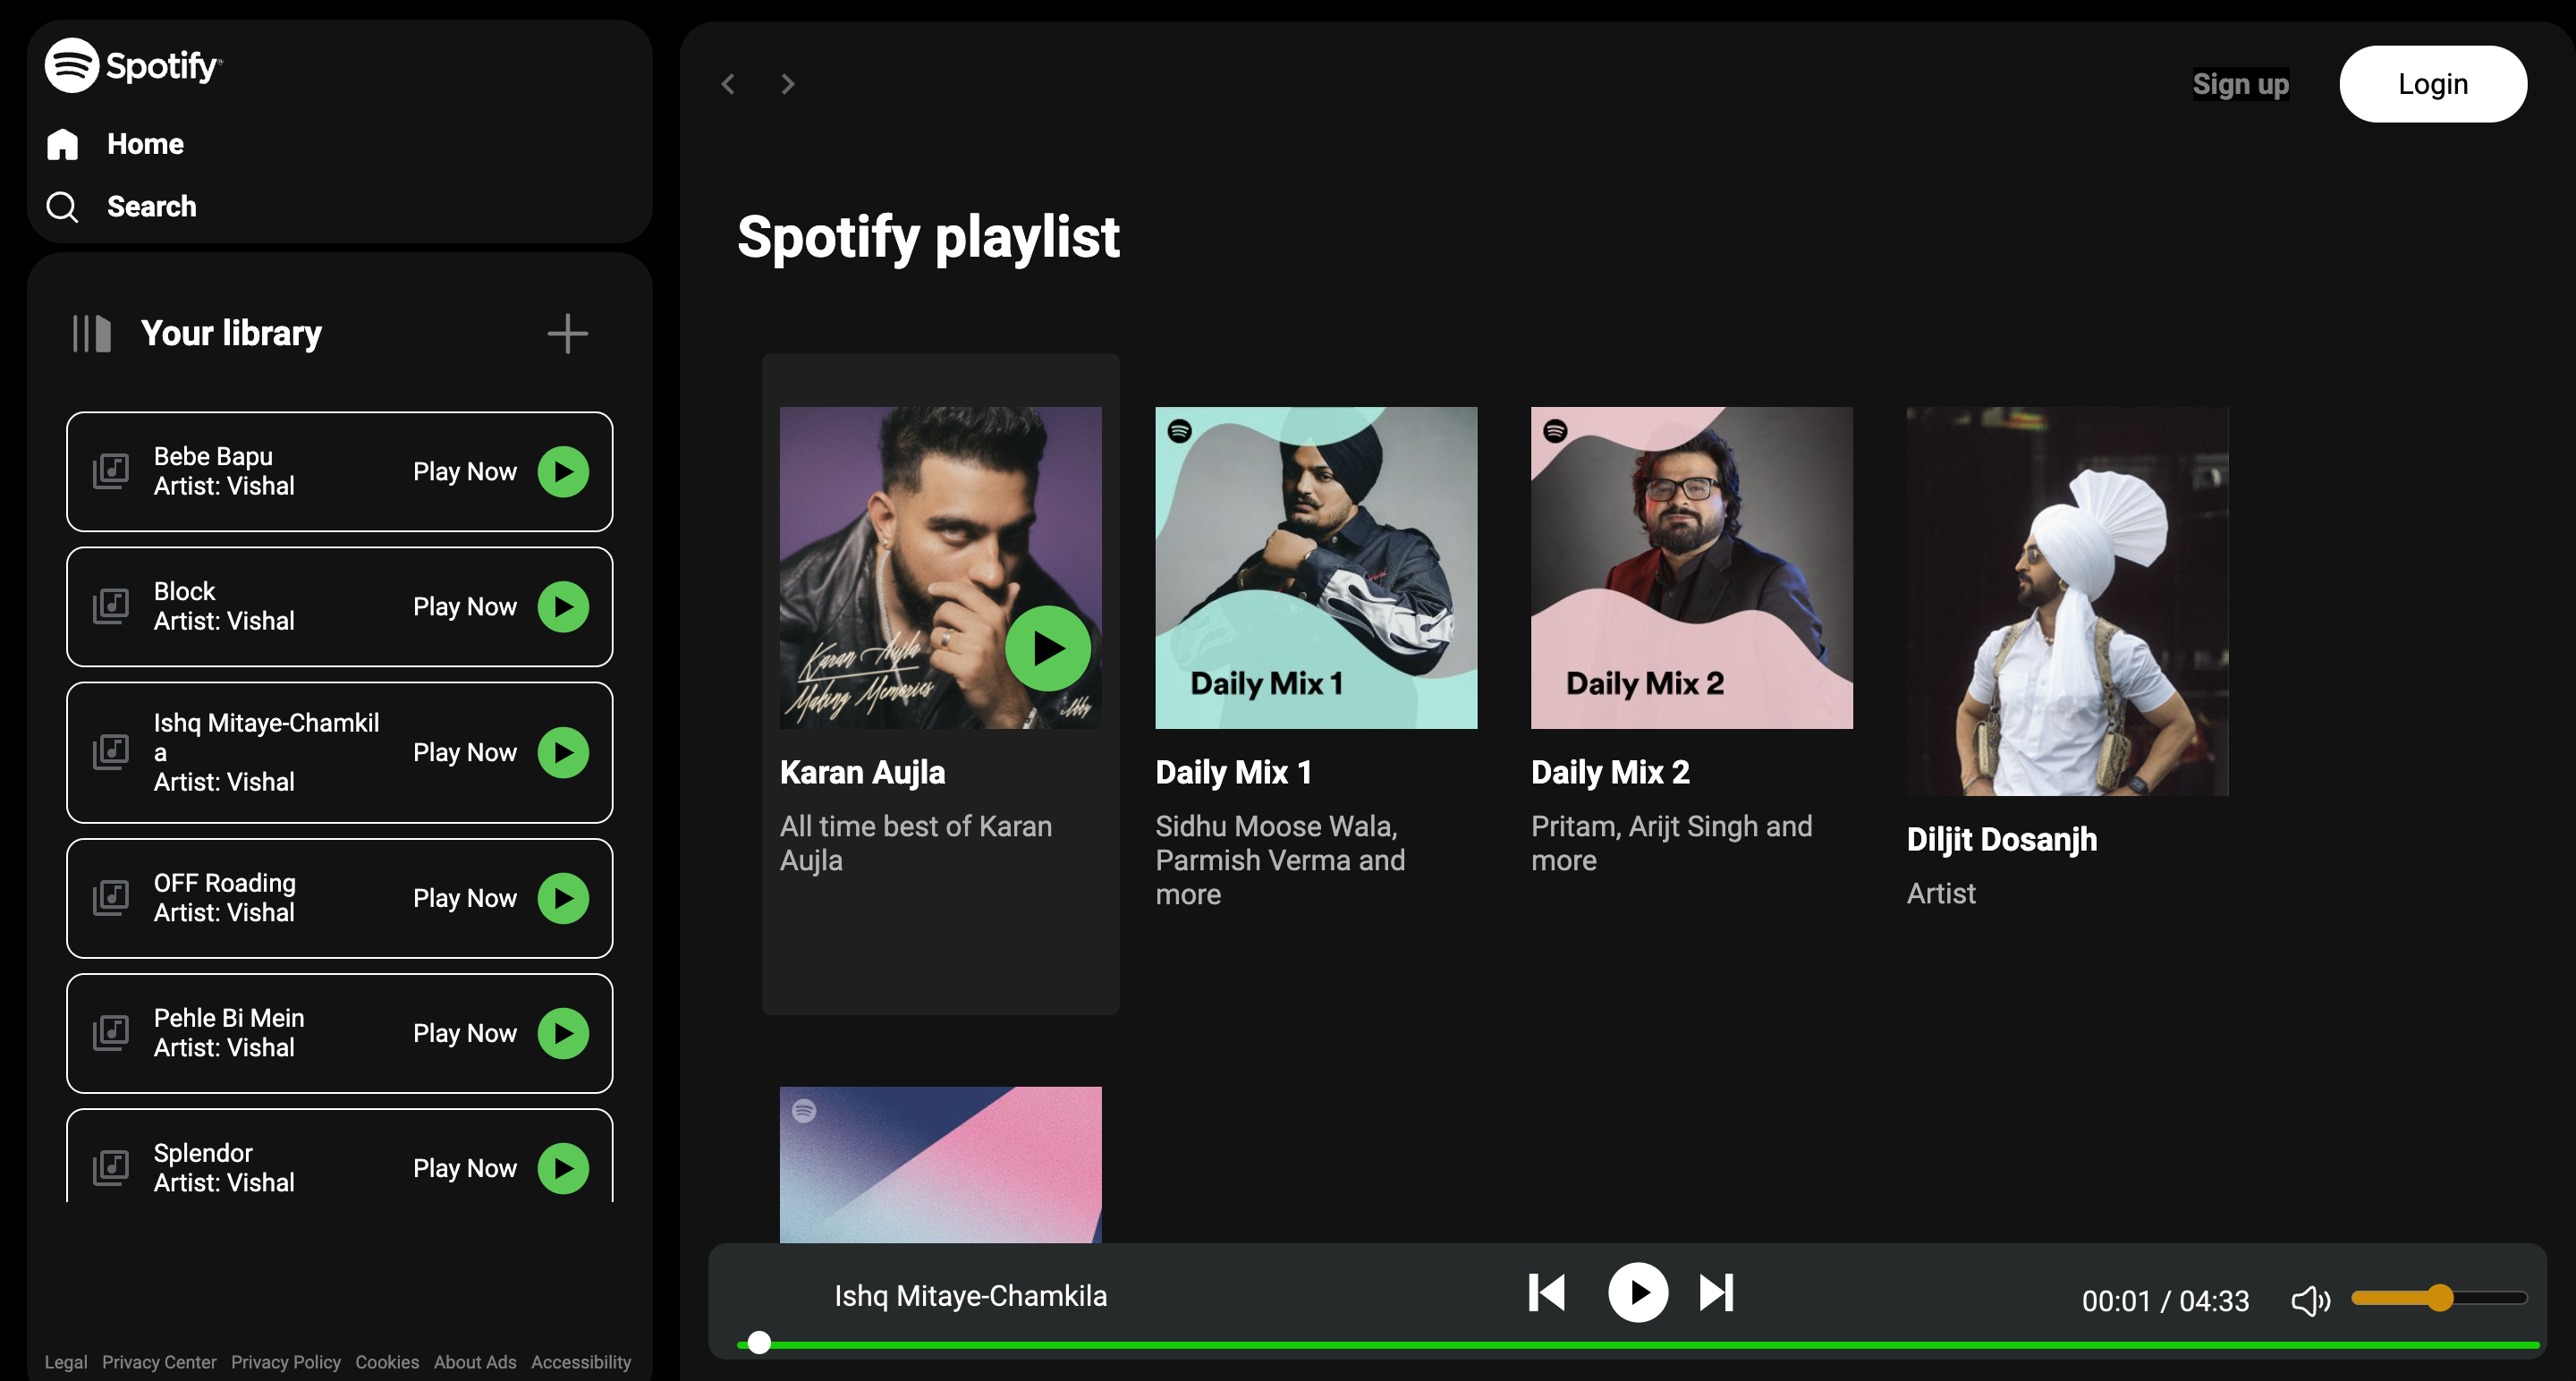 Spotify
Home
Search
Your library
Bebe Bapu
Artist: Vishal
Play Now
Block
Artist: Vishal
Play Now
Ishq Mitaye-Chamkil
a
Artist: Vishal
Play Now
OFF Roading
Artist: Vishal
Play Now
Pehle Bi Mein
Artist: Vishal
Play Now
Splendor
Artist: Vishal
Play Now
Legal Privacy Center Privacy Policy Cookies About Ads Accessibility
Sign up
Login
Spotify playlist
Karan Aujla
Making Memories
Karan Aujla
All time best of Karan
Aujla
Daily Mix 1
Daily Mix 1
Sidhu Moose Wala,
Parmish Verma and
more
Daily Mix 2
Daily Mix 2
Pritam, Arijt Singh and
more
Diljit Dosanjh
Artist
Ishq Mitaye-Chamkila
00:01 / 04:33